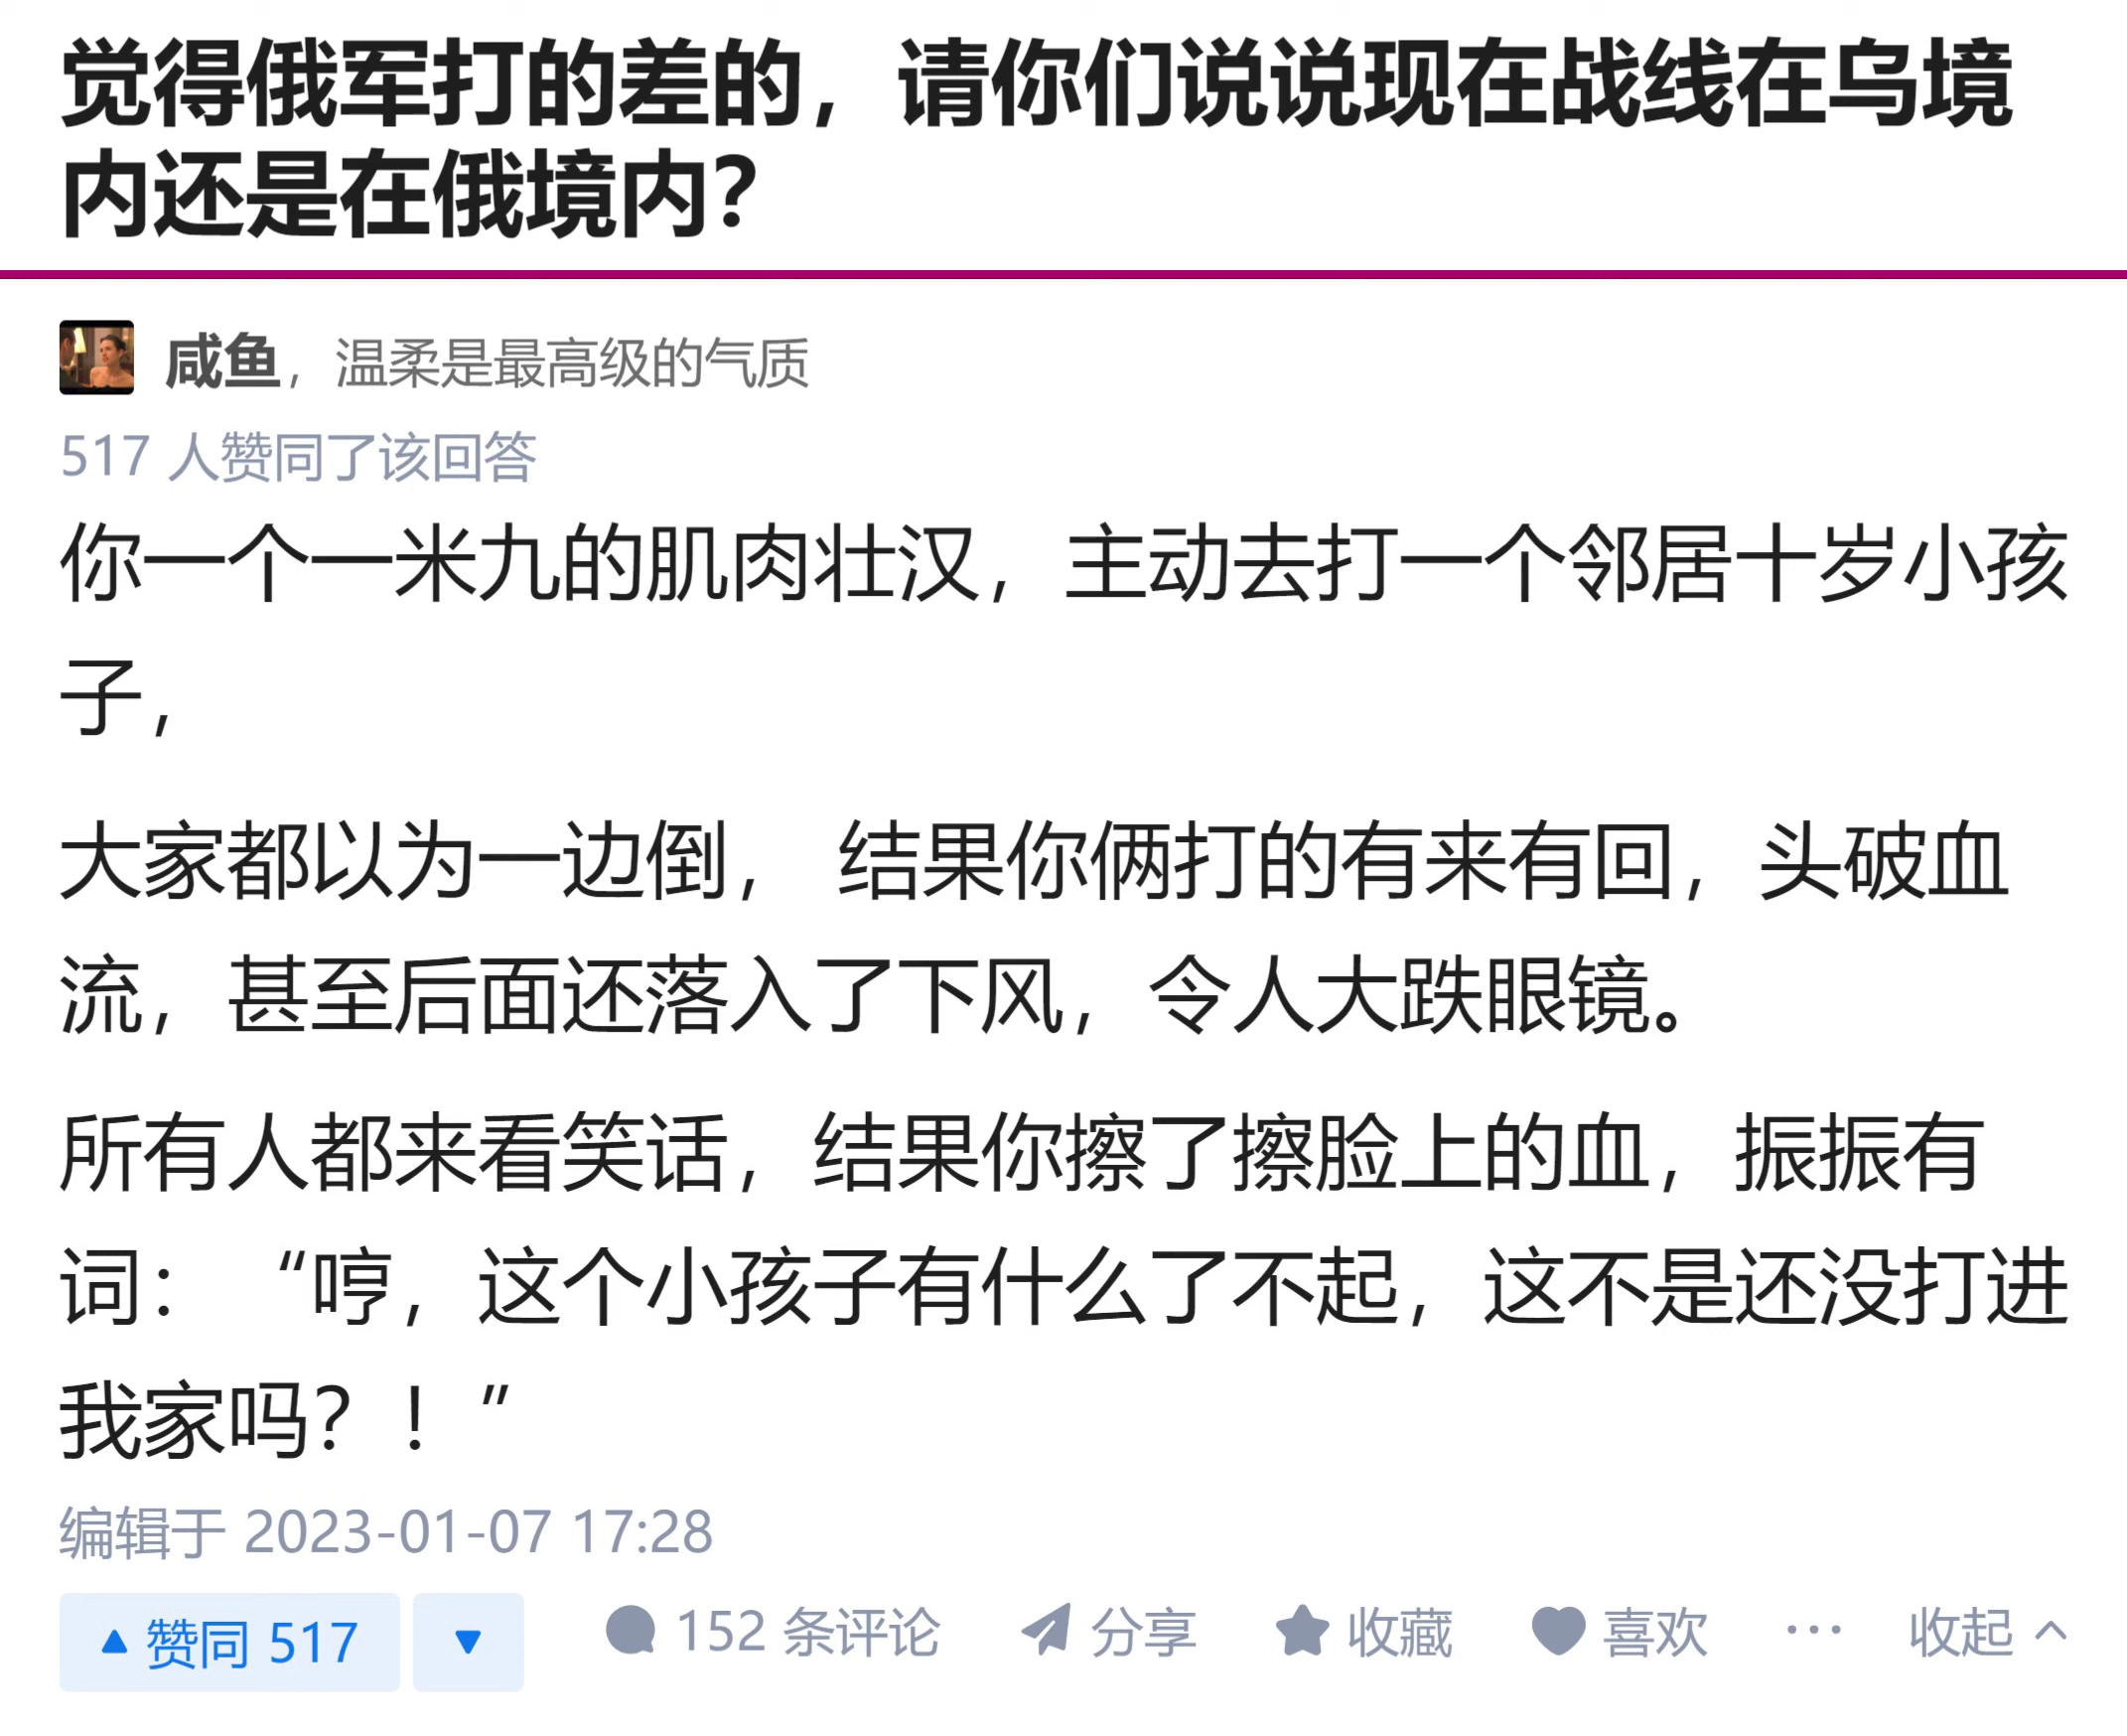 觉得俄军打的差的，请你们说说现在战线在乌境
内还是在俄境内？
咸鱼，温柔是最高级的气质
517 人赞同了该回答
你一个一米九的肌肉壮汉，主动去打一个邻居十岁小孩
子，
大家都以为一边倒， 结果你俩打的有来有回，头破血
流，甚至后面还落入了下风，令人大跌眼镜。
所有人都来看笑话，结果你擦了擦脸上的血，振振有
词： “哼，这个小孩子有什么了不起，这不是还没打进
我家吗？！”
编辑于 2023-01-07 17:28
赞同 517 152 条评论 分享 收藏 喜欢 ··· 收起